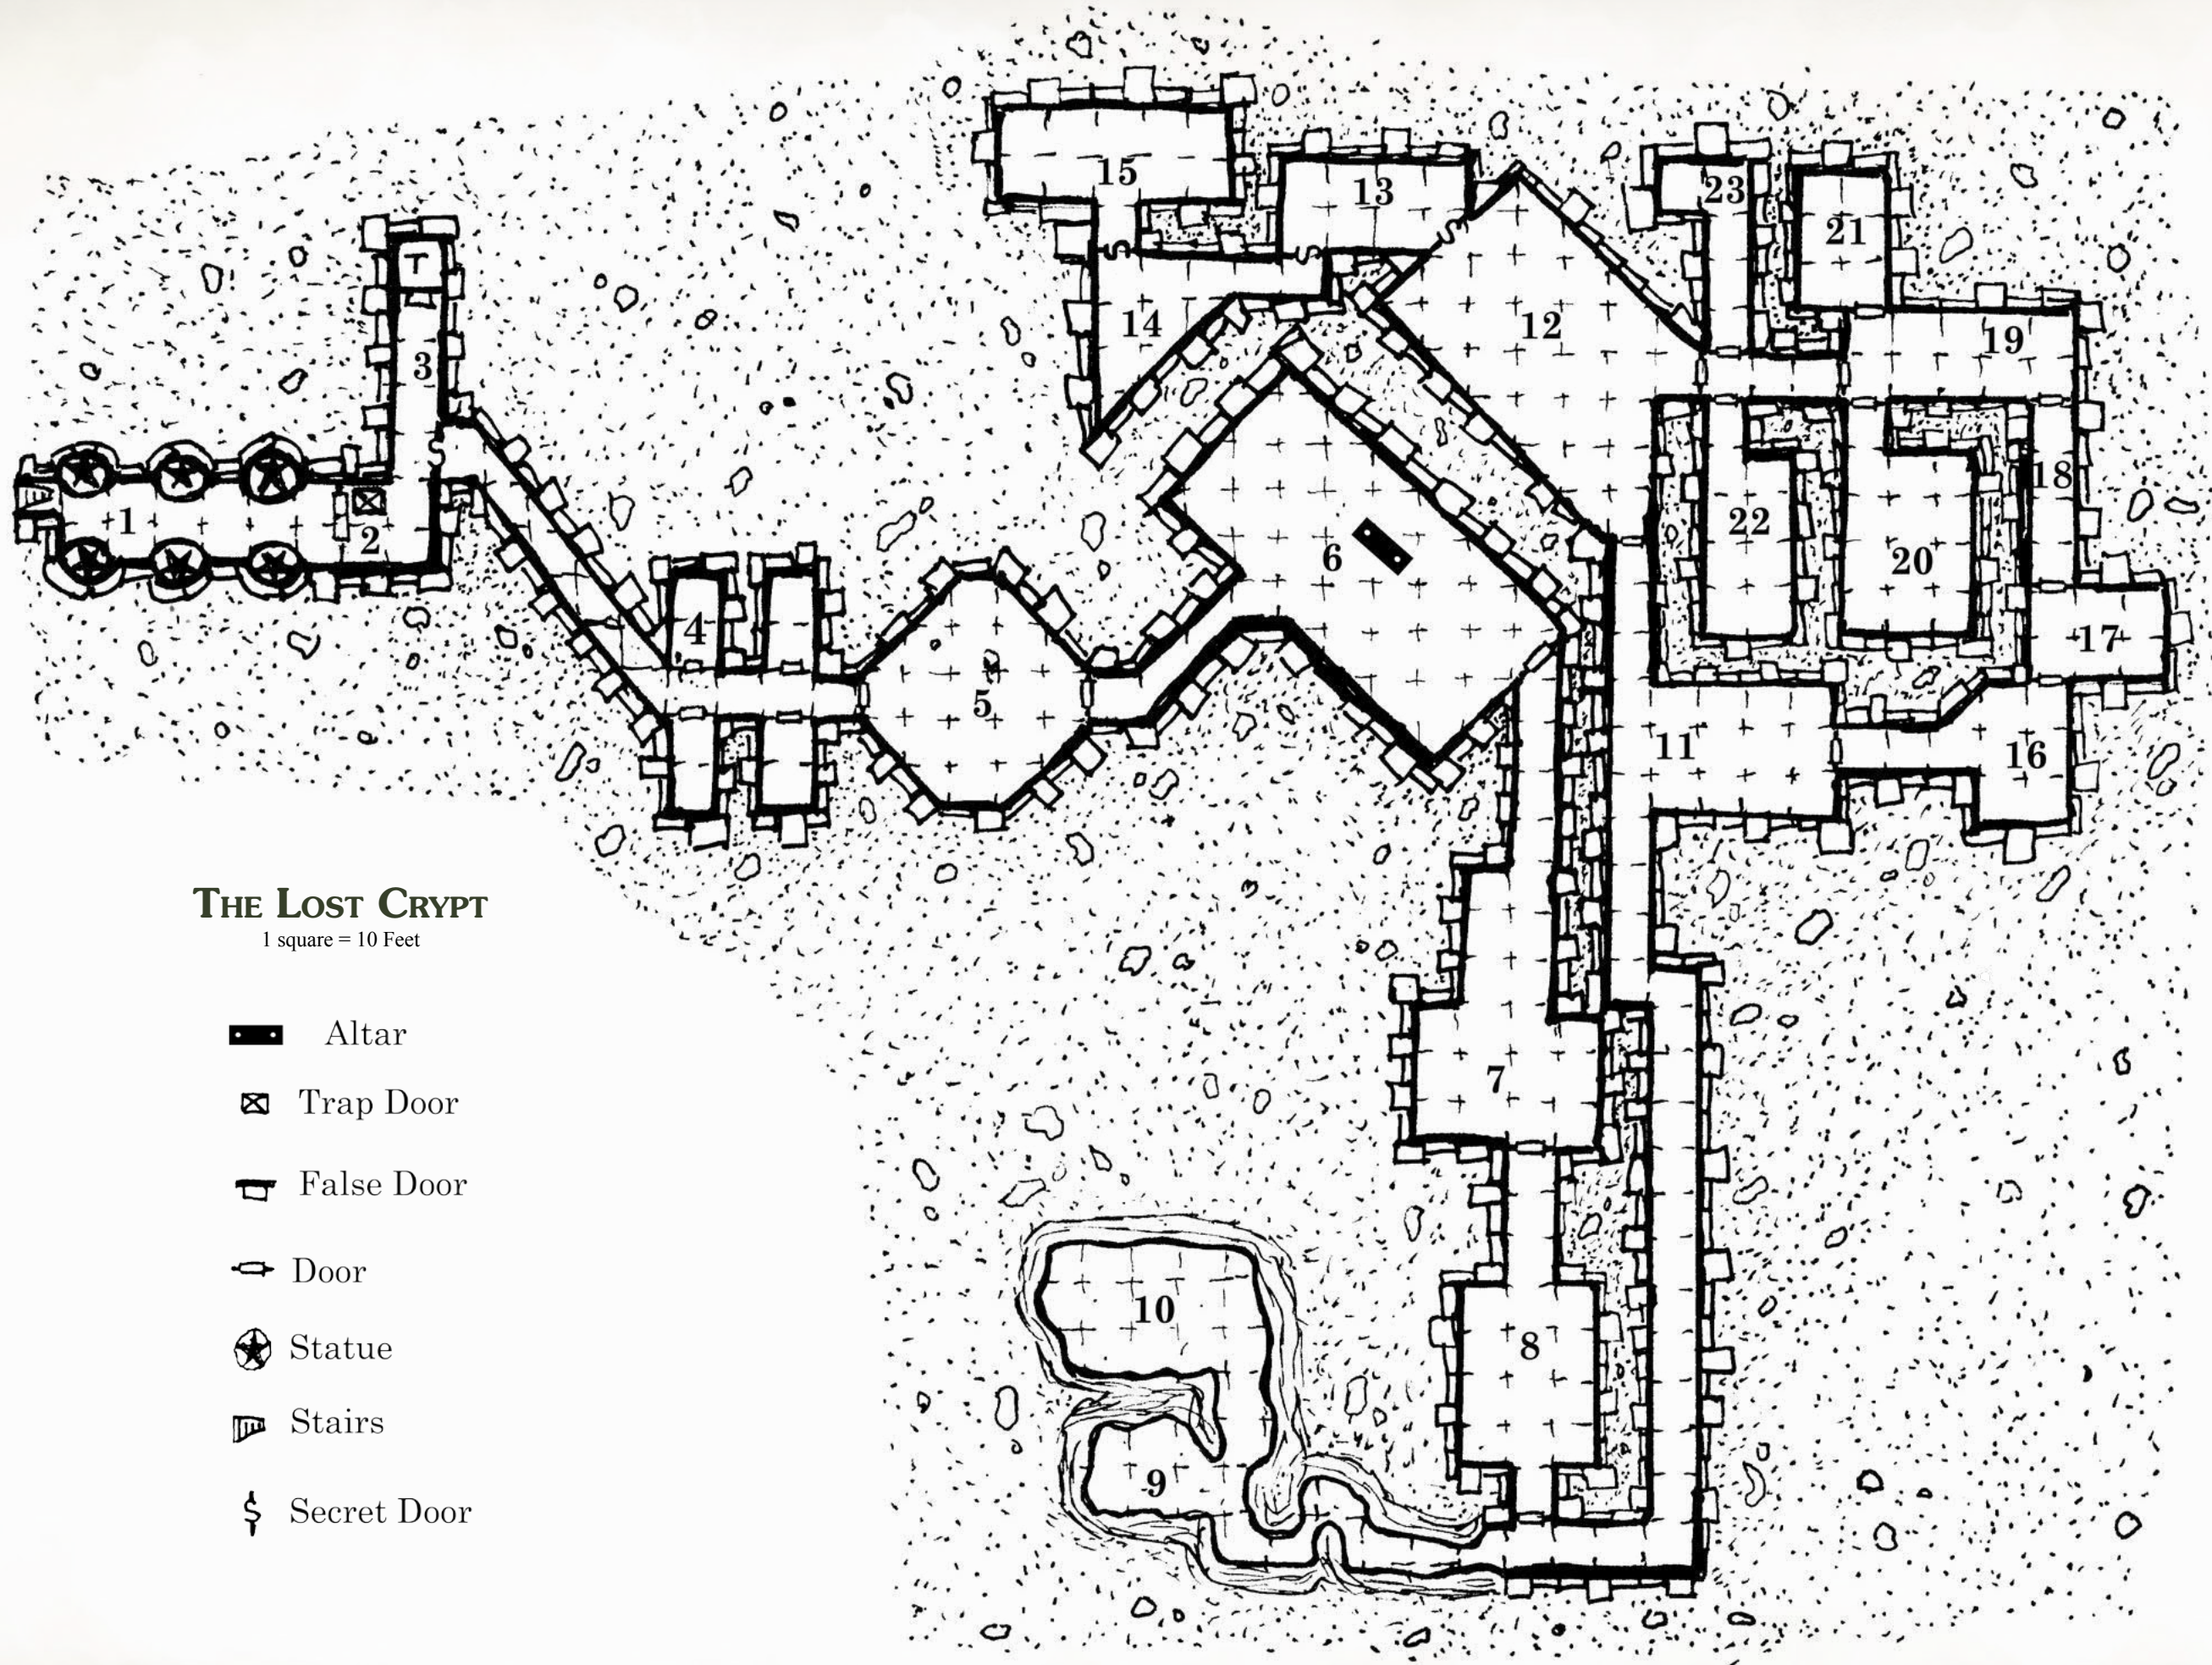 15
13
23
21
T
3
14
12
19
1
2
6
22
18
20
4
17
5
11
16
The Lost Crypt
1 square = 10 Feet
Altar
Trap Door
False Door
Door
Statue
Stairs
Secret Door
7
10
8
9
S
S
S
S